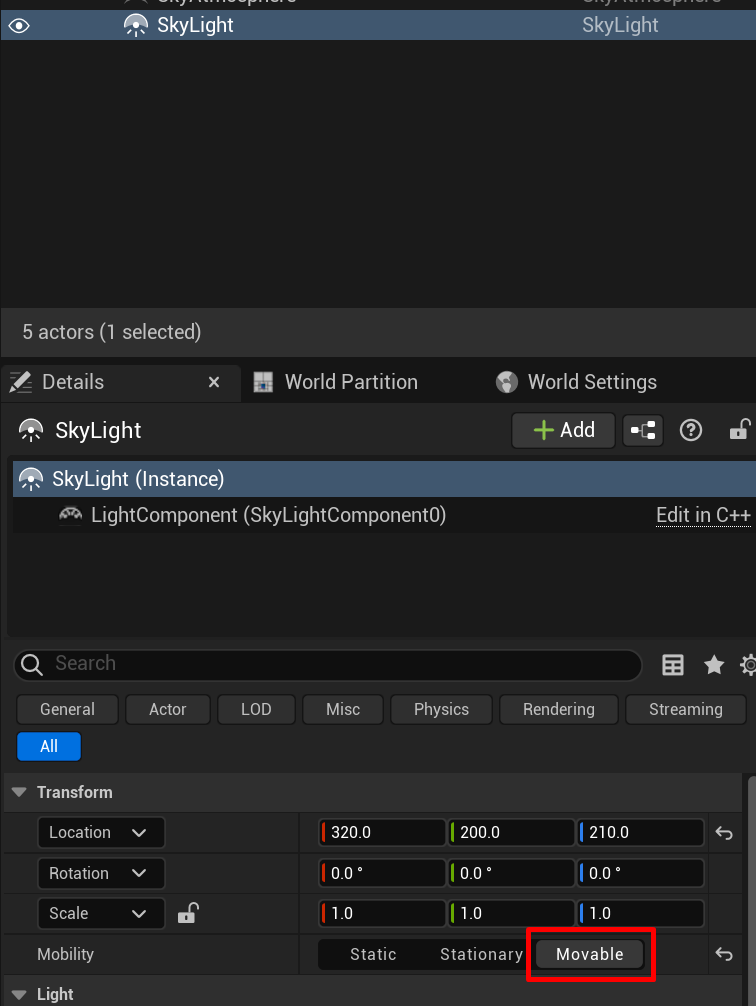 SkyAtmosphere SkyAtmosphere
SkyLight SkyLight
5 actors (1 selected)
Details World Partition World Settings
SkyLight Add
SkyLight (Instance)
LightComponent (SkyLightComponent0) Edit in C++
Search
General Actor LOD Misc Physics Rendering Streaming
All
Transform
Location 320.0 200.0 210.0
Rotation 0.0 ° 0.0 ° 0.0 °
Scale 1.0 1.0 1.0
Mobility Static Stationary Movable
Light